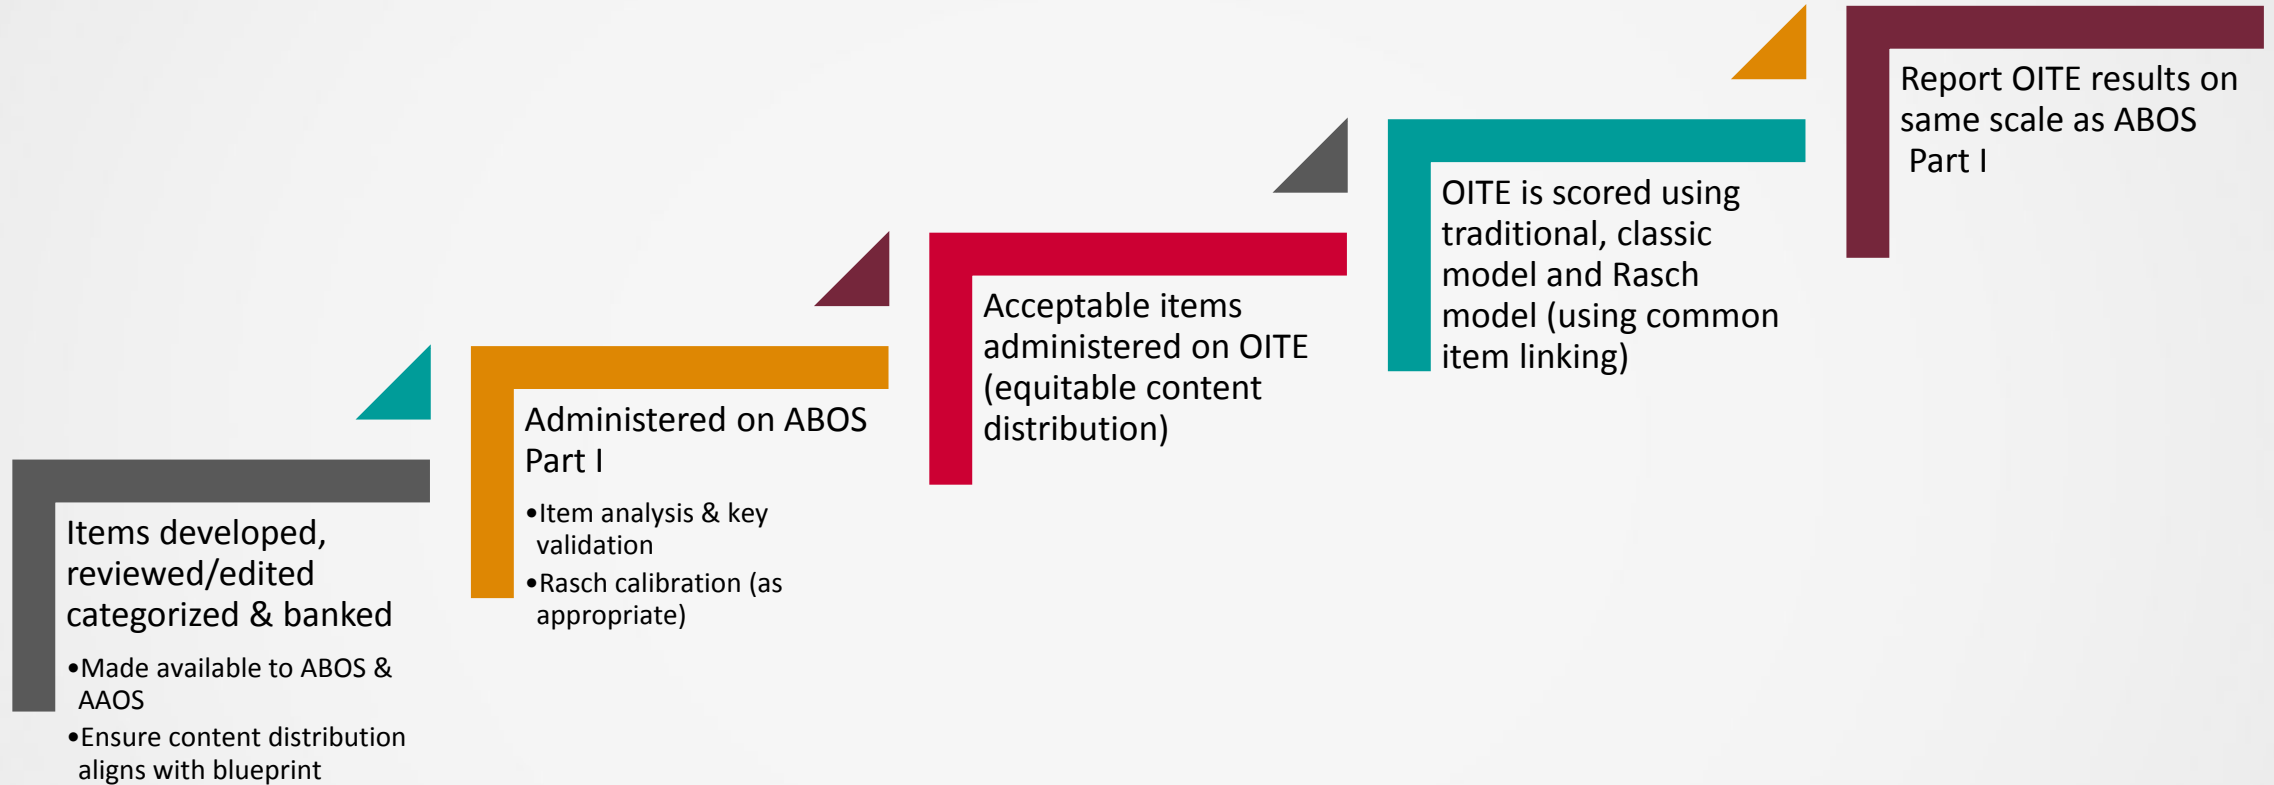 Items developed,
reviewed/edited
categorized & banked
•Made available to ABOS &
AAOS
•Ensure content distribution
aligns with blueprint
Administered on ABOS
Part I
•Item analysis & key
validation
•Rasch calibration (as
appropriate)
Acceptable items
administered on OITE
(equitable content
distribution)
OITE is scored using
traditional, classic
model and Rasch
model (using common
item linking)
Report OITE results on
same scale as ABOS
Part I